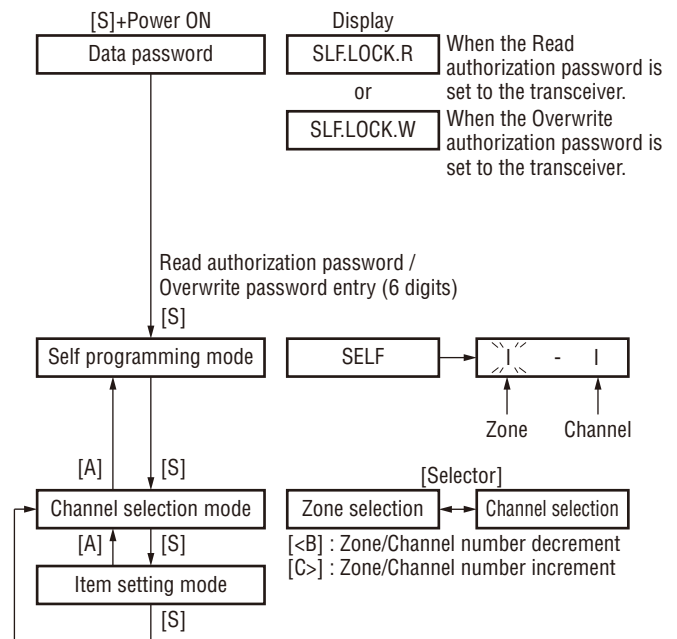 [S]+Power ON
Display
Data password
SLF.LOCK.R
When the Read
authorization password is
set to the transceiver.
or
SLF.LOCK.W
When the Overwrite
authorization password is
set to the transceiver.
Read authorization password /
Overwrite password entry (6 digits)
[S]
Self programming mode
SELF
1 - 1
Zone
Channel
[A]
[S]
[Selector]
Channel selection mode
Zone selection
Channel selection
[A]
[S]
[<B] : Zone/Channel number decrement
[C>] : Zone/Channel number increment
Item setting mode
[S]